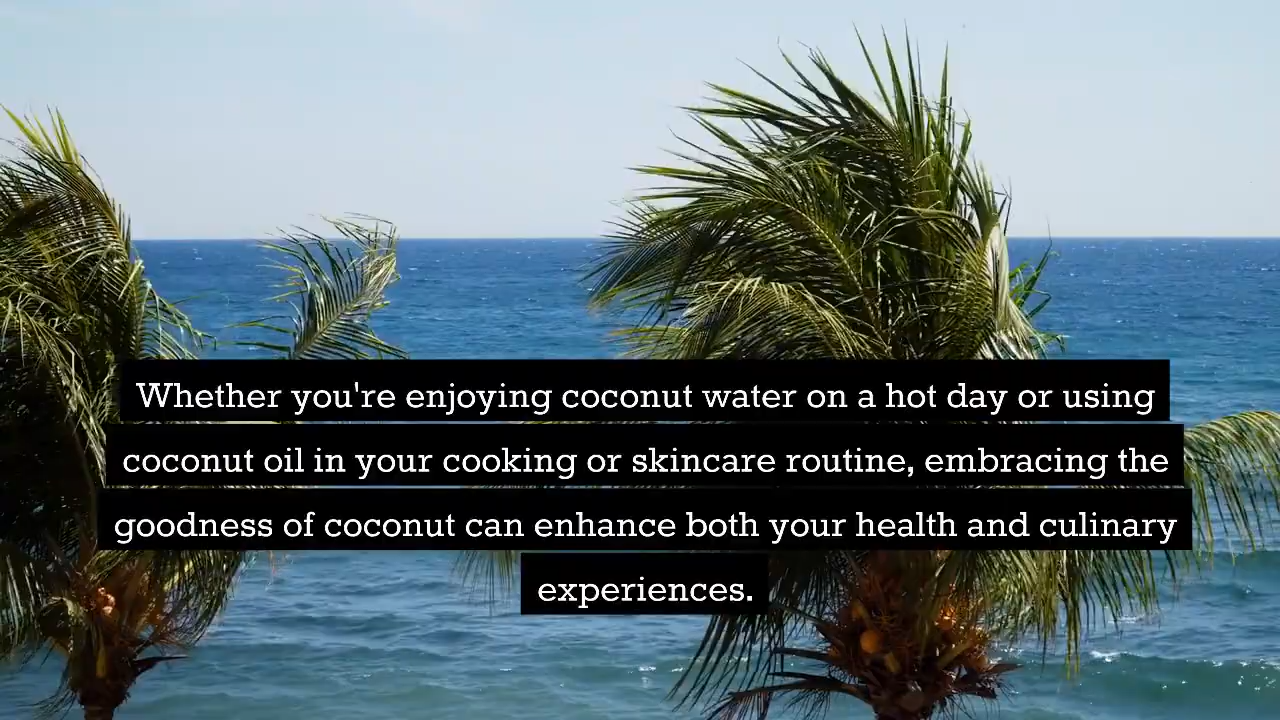 Whether you're enjoying coconut water on a hot day or using
coconut oil in your cooking or skincare routine, embracing the
goodness of coconut can enhance both your health and culinary
experiences.